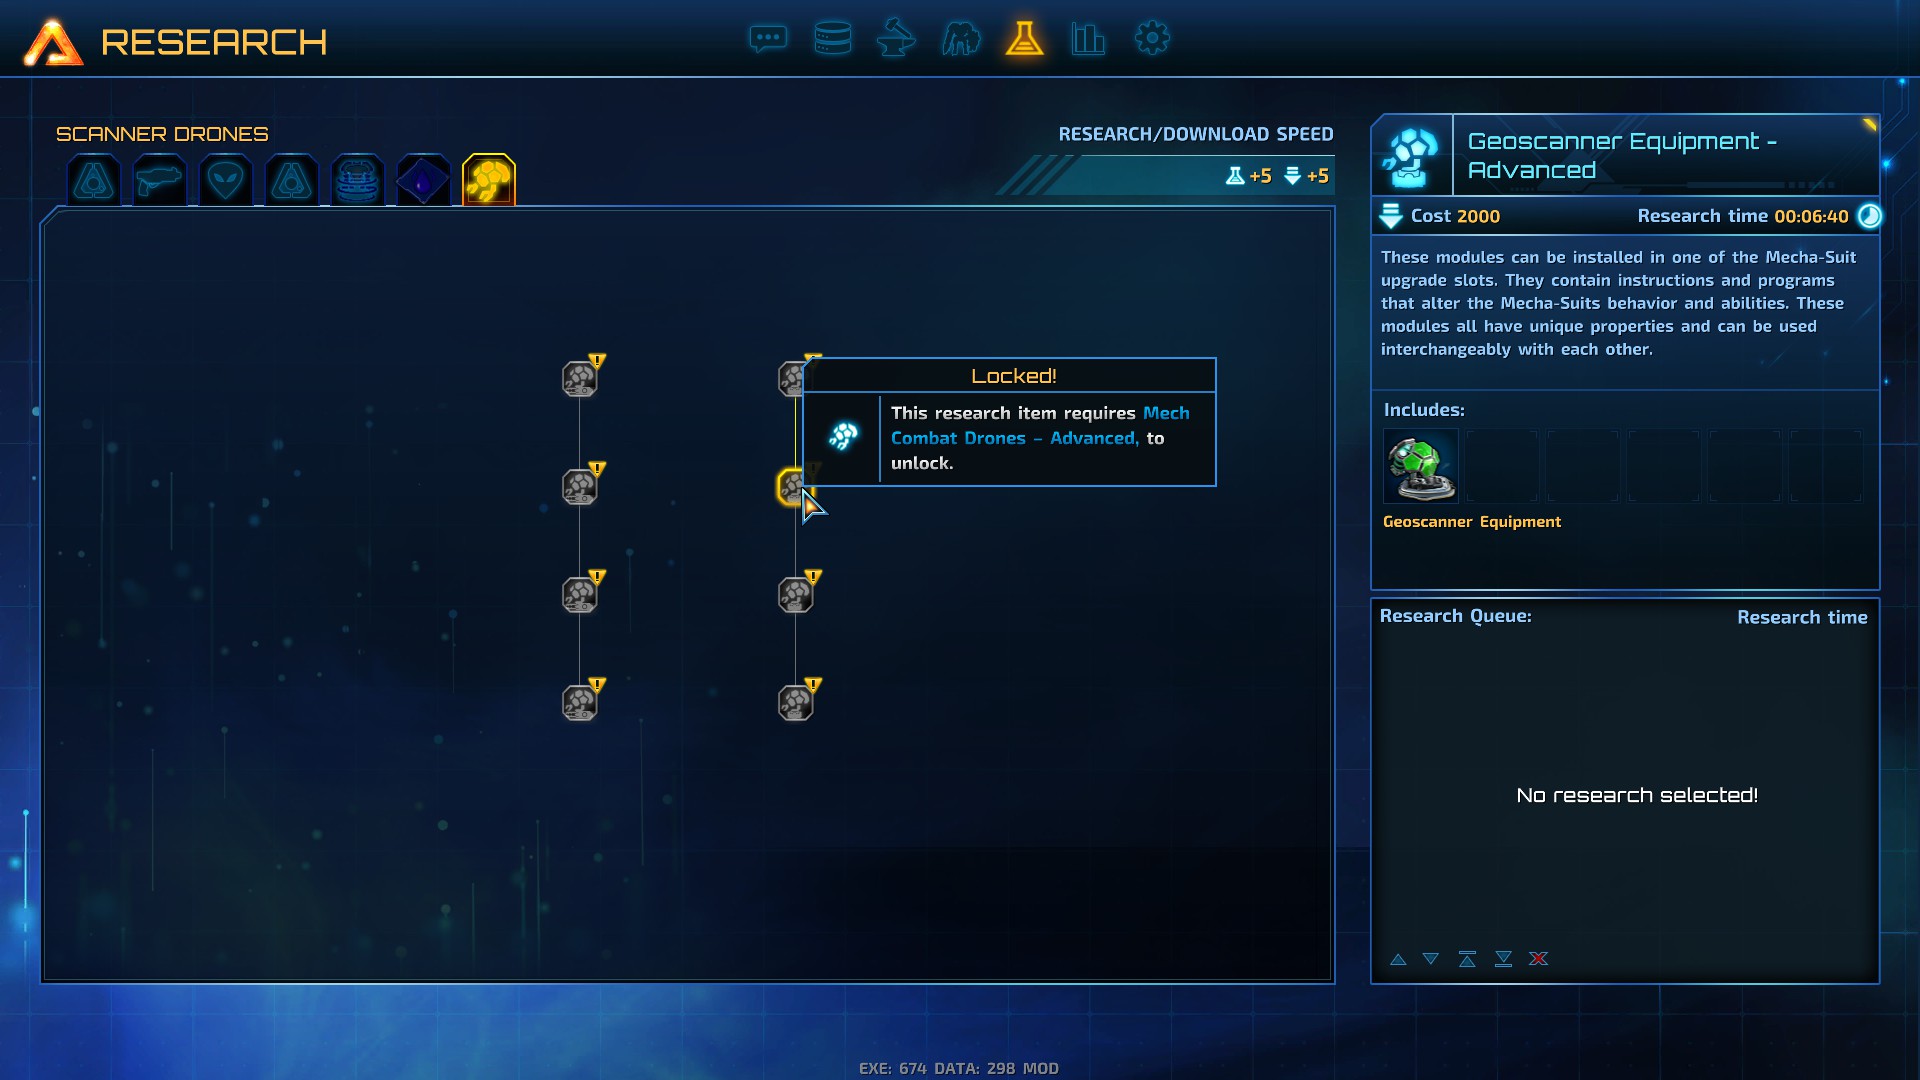 RESEARCH
SCANNER DRONES
RESEARCH/DOWNLOAD SPEED
+5 +5
Locked!
This research item requires Mech
Combat Drones - Advanced, to
unlock.
Geoscanner Equipment -
Advanced
Cost 2000
Research time 00:06:40
These modules can be installed in one of the Mecha-Suit
upgrade slots. They contain instructions and programs
that alter the Mecha-Suits behavior and abilities. These
modules all have unique properties and can be used
interchangeably with each other.
Includes:
Geoscanner Equipment
Research Queue:
Research time
No research selected!
EXE: 674 DATA: 298 MOD